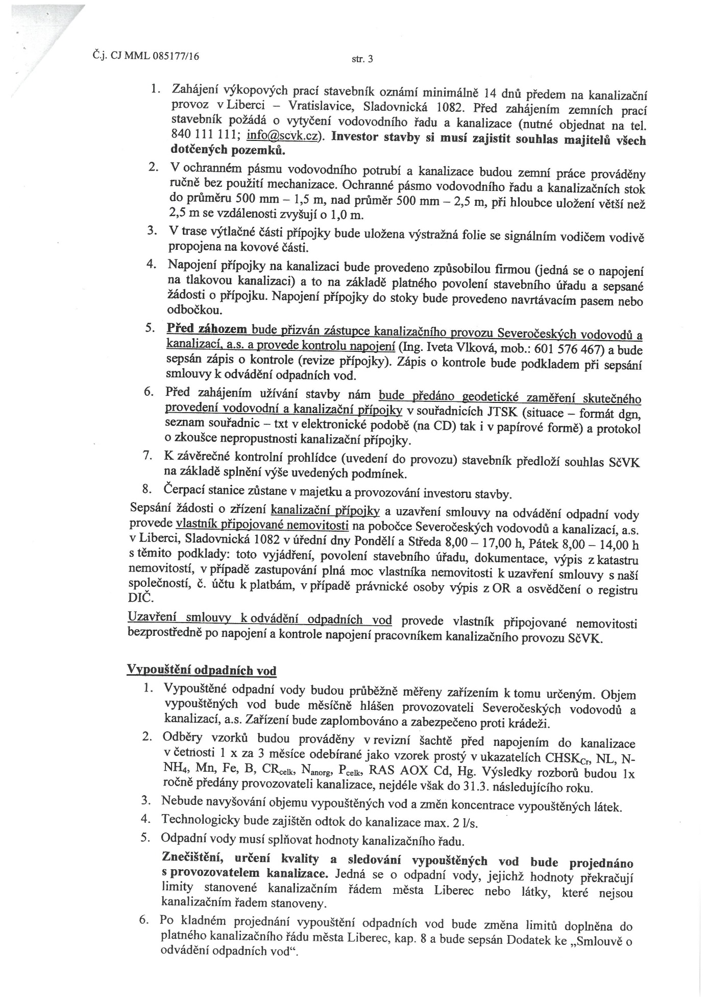 Č.j. CJ MML 085177/16
str. 3
1. Zahájení výkopových prací stavebník oznámí minimálně 14 dnů předem na kanalizační
provoz v Liberci – Vratislavice, Sladovnická 1082. Před zahájením zemních prací
stavebník požádá o vytyčení vodovodního řadu a kanalizace (nutné objednat na tel.
840 111 111; info@scvk.cz). Investor stavby si musí zajistit souhlas majitelů všech
dotčených pozemků.
2. V ochranném pásmu vodovodního potrubí a kanalizace budou zemní práce prováděny
ručně bez použití mechanizace. Ochranné pásmo vodovodního řadu a kanalizačních stok
do průměru 500 mm – 1,5 m, nad průměr 500 mm – 2,5 m, při hloubce uložení větší než
2,5 m se vzdálenosti zvyšují o 1,0 m.
3. V trase výtlačné části přípojky bude uložena výstražná folie se signálním vodičem vodivě
propojena na kovové části.
4. Napojení přípojky na kanalizaci bude provedeno způsobilou firmou (jedná se o napojení
na tlakovou kanalizaci) a to na základě platného povolení stavebního úřadu a sepsané
žádosti o přípojku. Napojení přípojky do stoky bude provedeno navrtávacím pasem nebo
odbočkou.
5. Před záhozem bude přizván zástupce kanalizačního provozu Severočeských vodovodů a
kanalizací, a.s. a provede kontrolu napojení (Ing. Iveta Vlková, mob.: 601 576 467) a bude
sepsán zápis o kontrole (revize přípojky). Zápis o kontrole bude podkladem při sepsání
smlouvy k odvádění odpadních vod.
6. Před zahájením užívání stavby nám bude předáno geodetické zaměření skutečného
provedení vodovodní a kanalizační přípojky v souřadnicích JTSK (situace – formát dgn,
seznam souřadnic – txt v elektronické podobě (na CD) tak i v papírové formě) a protokol
o zkoušce nepropustnosti kanalizační přípojky.
7. K závěrečné kontrolní prohlídce (uvedení do provozu) stavebník předloží souhlas SčVK
na základě splnění výše uvedených podmínek.
8. Čerpací stanice zůstane v majetku a provozování investoru stavby.
Sepsání žádosti o zřízení kanalizační přípojky a uzavření smlouvy na odvádění odpadní vody
provede vlastník připojované nemovitosti na pobočce Severočeských vodovodů a kanalizací, a.s.
v Liberci, Sladovnická 1082 v úřední dny Pondělí a Středa 8,00 – 17,00 h, Pátek 8,00 – 14,00 h
s těmito podklady: toto vyjádření, povolení stavebního úřadu, dokumentace, výpis z katastru
nemovitostí, v případě zastupování plná moc vlastníka nemovitosti k uzavření smlouvy s naší
společností, č. účtu k platbám, v případě právnické osoby výpis z OR a osvědčení o registru
DIČ.
Uzavření smlouvy k odvádění odpadních vod provede vlastník připojované nemovitosti
bezprostředně po napojení a kontrole napojení pracovníkem kanalizačního provozu SčVK.
Vypouštění odpadních vod
1. Vypouštěné odpadní vody budou průběžně měřeny zařízením k tomu určeným. Objem
vypouštěných vod bude měsíčně hlášen provozovateli Severočeských vodovodů a
kanalizací, a.s. Zařízení bude zaplombováno a zabezpečeno proti krádeži.
2. Odběry vzorků budou prováděny v revizní šachtě před napojením do kanalizace
v četnosti 1 x za 3 měsíce odebírané jako vzorek prostý v ukazatelích CHSKCr, NL, N-
NH4, Mn, Fe, B, CRcelk, Nanorg, Pcelk, RAS AOX Cd, Hg. Výsledky rozborů budou 1x
ročně předány provozovateli kanalizace, nejdéle však do 31.3. následujícího roku.
3. Nebude navyšování objemu vypouštěných vod a změn koncentrace vypouštěných látek.
4. Technologicky bude zajištěn odtok do kanalizace max. 2 l/s.
5. Odpadní vody musí splňovat hodnoty kanalizačního řadu.
Znečištění, určení kvality a sledování vypouštěných vod bude projednáno
s provozovatelem kanalizace. Jedná se o odpadní vody, jejichž hodnoty překračují
limity stanovené kanalizačním řádem města Liberec nebo látky, které nejsou
kanalizačním řadem stanoveny.
6. Po kladném projednání vypouštění odpadních vod bude změna limitů doplněna do
platného kanalizačního řádu města Liberec, kap. 8 a bude sepsán Dodatek ke „Smlouvě o
odvádění odpadních vod“.